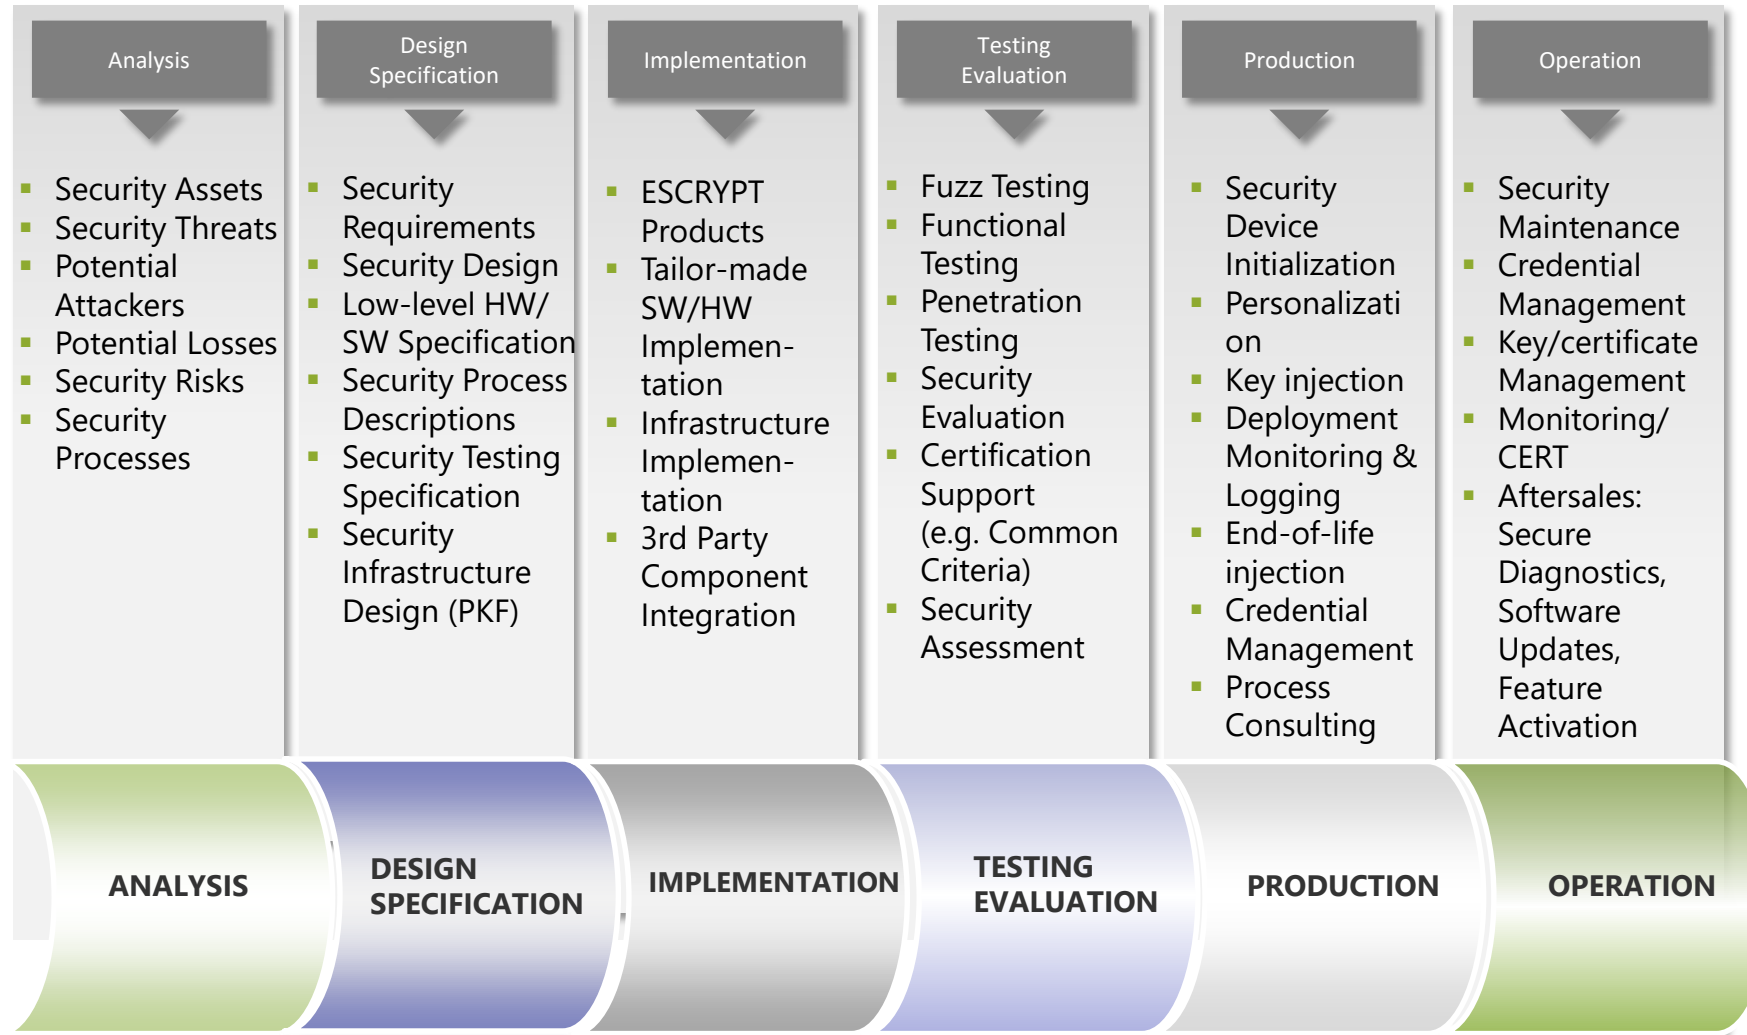 Analysis
Security Assets
Security Threats
Potential
Attackers
Potential Losses
Security Risks
Security
Processes
Design
Specification
Security
Requirements
Security Design
Low-level HW/
SW Specification
Security Process
Descriptions
Security Testing
Specification
Security
Infrastructure
Design (PKF)
Implementation
ESCRYPT
Products
Tailor-made
SW/HW
Implemen-
tation
Infrastructure
Implemen-
tation
3rd Party
Component
Integration
Testing
Evaluation
Fuzz Testing
Functional
Testing
Penetration
Testing
Security
Evaluation
Certification
Support
(e.g. Common
Criteria)
Security
Assessment
Production
Security
Device
Initialization
Personalizati
on
Key injection
Deployment
Monitoring &
Logging
End-of-life
injection
Credential
Management
Process
Consulting
Operation
Security
Maintenance
Credential
Management
Key/certificate
Management
Monitoring/
CERT
Aftersales:
Secure
Diagnostics,
Software
Updates,
Feature
Activation
ANALYSIS
DESIGN
SPECIFICATION
IMPLEMENTATION
TESTING
EVALUATION
PRODUCTION
OPERATION